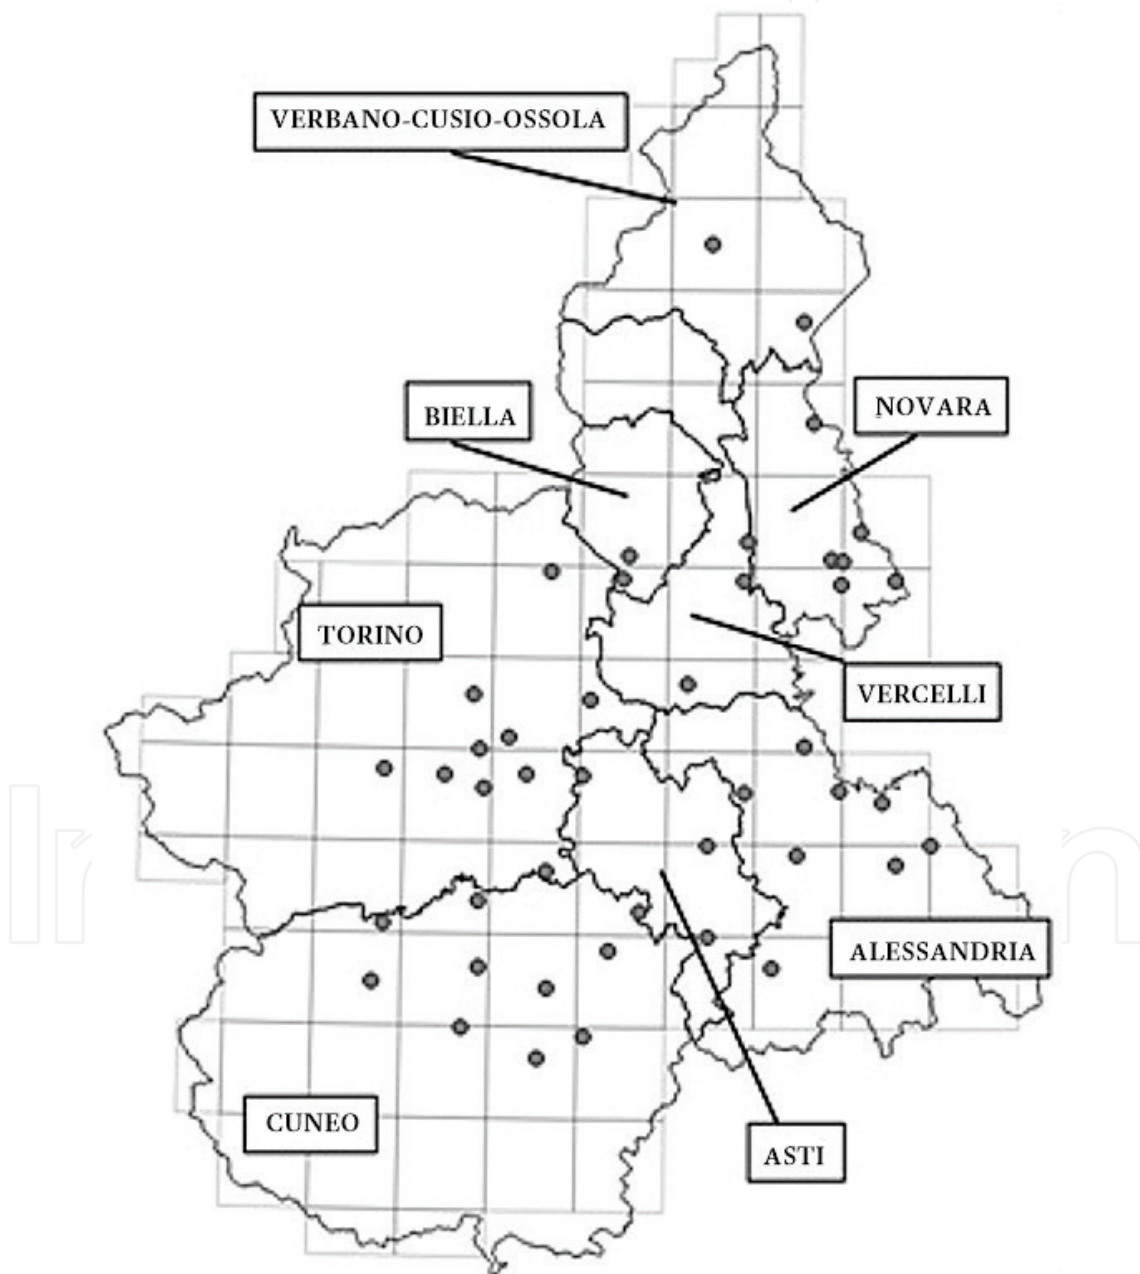 VERBANO-CUSIO-OSSOLA
BIELLA
NOVARA
TORINO
VERCELLI
ALESSANDRIA
CUNEO
ASTI